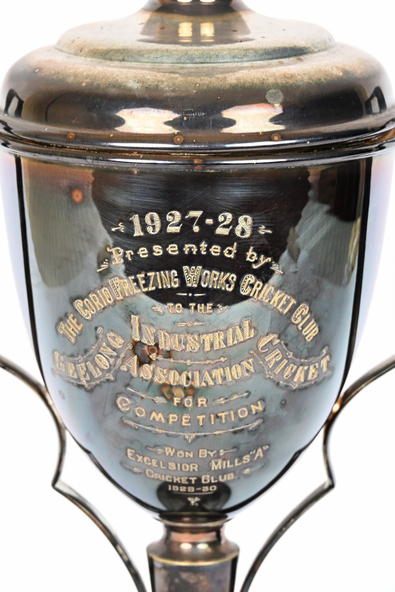 1927-28
Presented by
THE CORIO FREEZING WORKS CRICKET CLUB
TO THE
GEELONG INDUSTRIAL CRICKET
ASSOCIATION
FOR
COMPETITION
WON BY
EXCELSIOR MILLS "A"
CRICKET CLUB.
1929-30